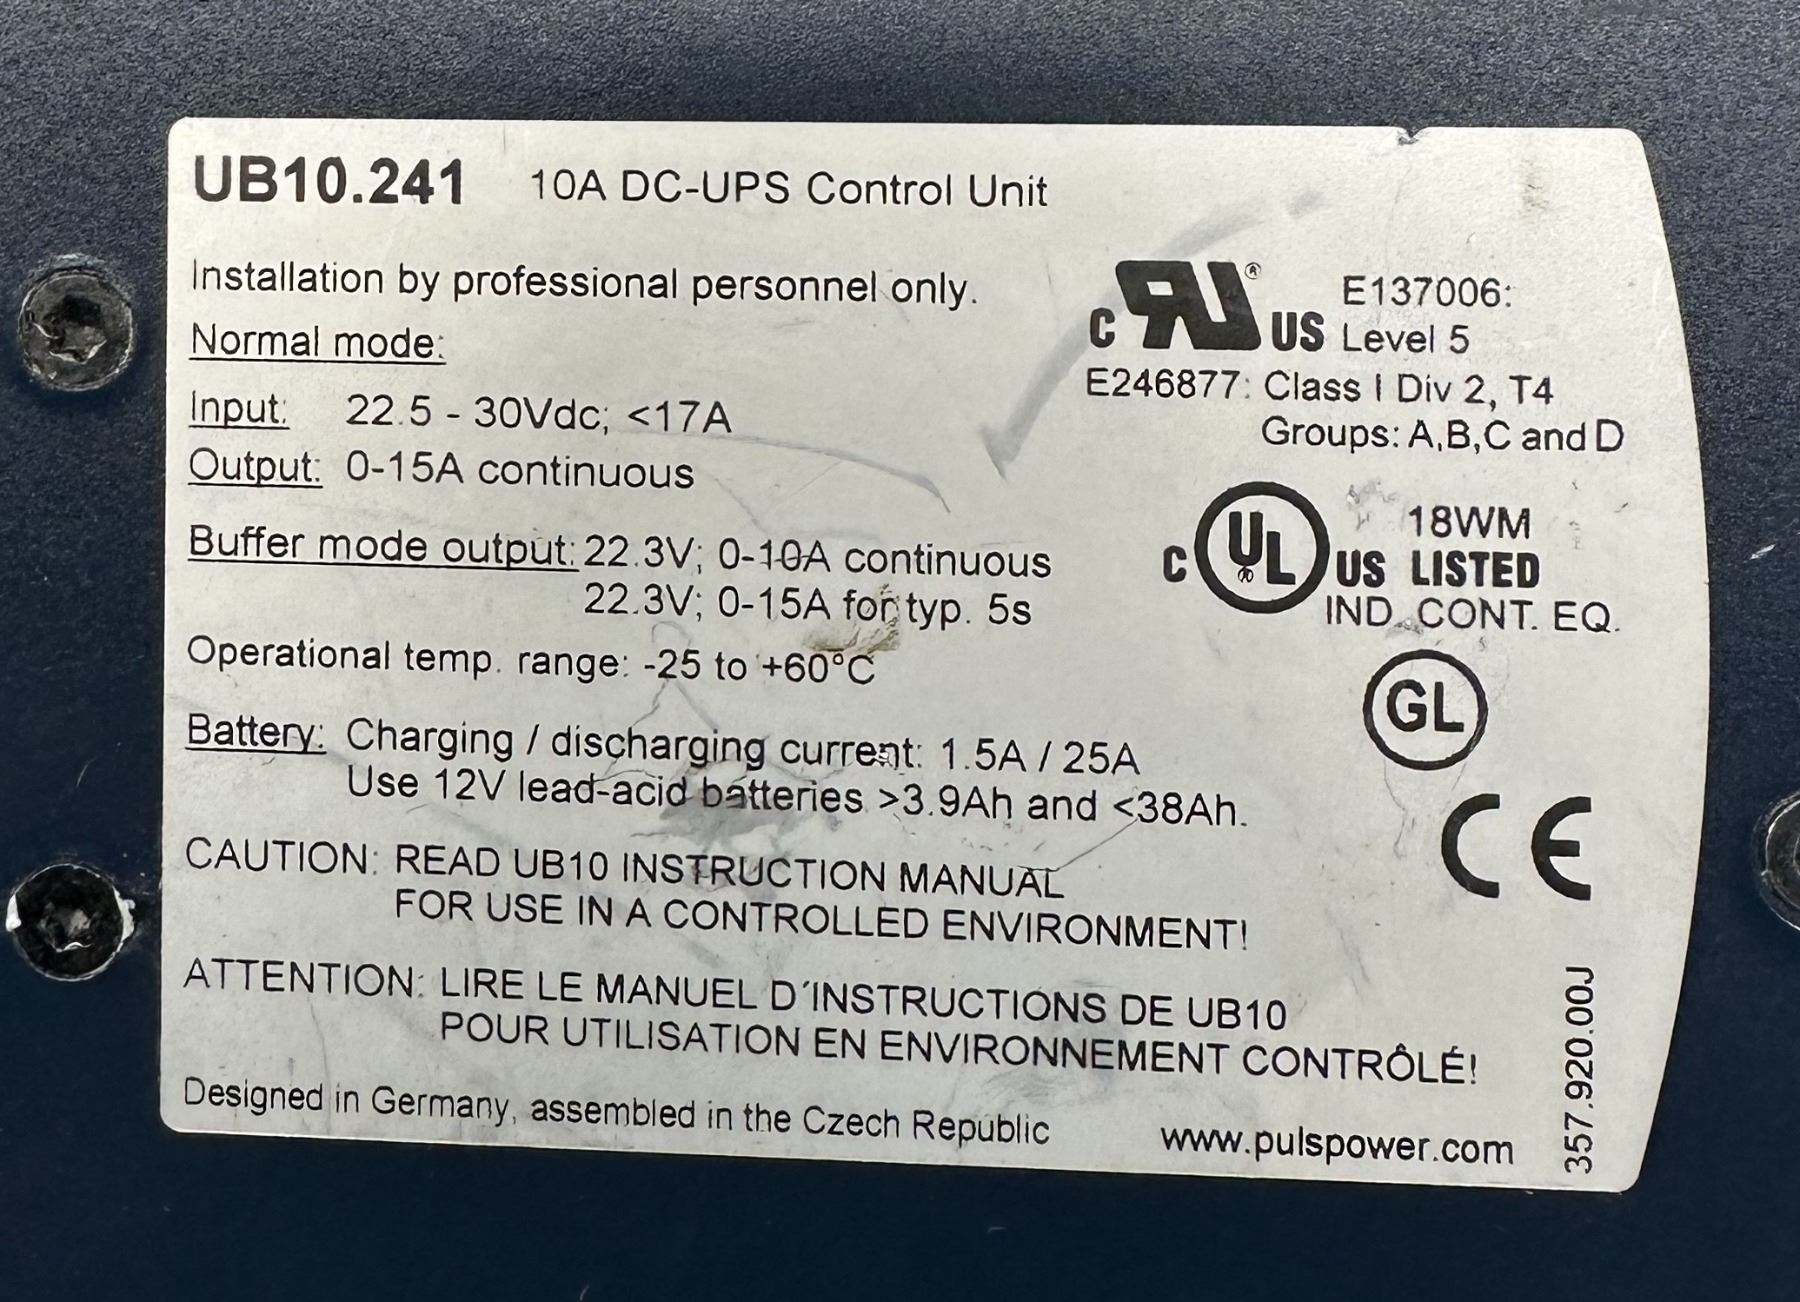 UB10.241 10A DC-UPS Control Unit
Installation by professional personnel only.
Normal mode:
Input: 22.5 - 30Vdc; <17A
Output: 0-15A continuous
Buffer mode output: 22.3V; 0-10A continuous
22.3V; 0-15A for typ. 5s
Operational temp. range: -25 to +60°C
Battery: Charging / discharging current: 1.5A / 25A
Use 12V lead-acid batteries >3.9Ah and <38Ah.
CAUTION: READ UB10 INSTRUCTION MANUAL
FOR USE IN A CONTROLLED ENVIRONMENT!
ATTENTION: LIRE LE MANUEL D´INSTRUCTIONS DE UB10
POUR UTILISATION EN ENVIRONNEMENT CONTRÔLÉ!
Designed in Germany, assembled in the Czech Republic
www.pulspower.com
c RU ® US
E137006:
Level 5
E246877: Class I Div 2, T4
Groups: A,B,C and D
C UL ® US
18WM
LISTED
IND. CONT. EQ.
GL
CE
357.920.00J